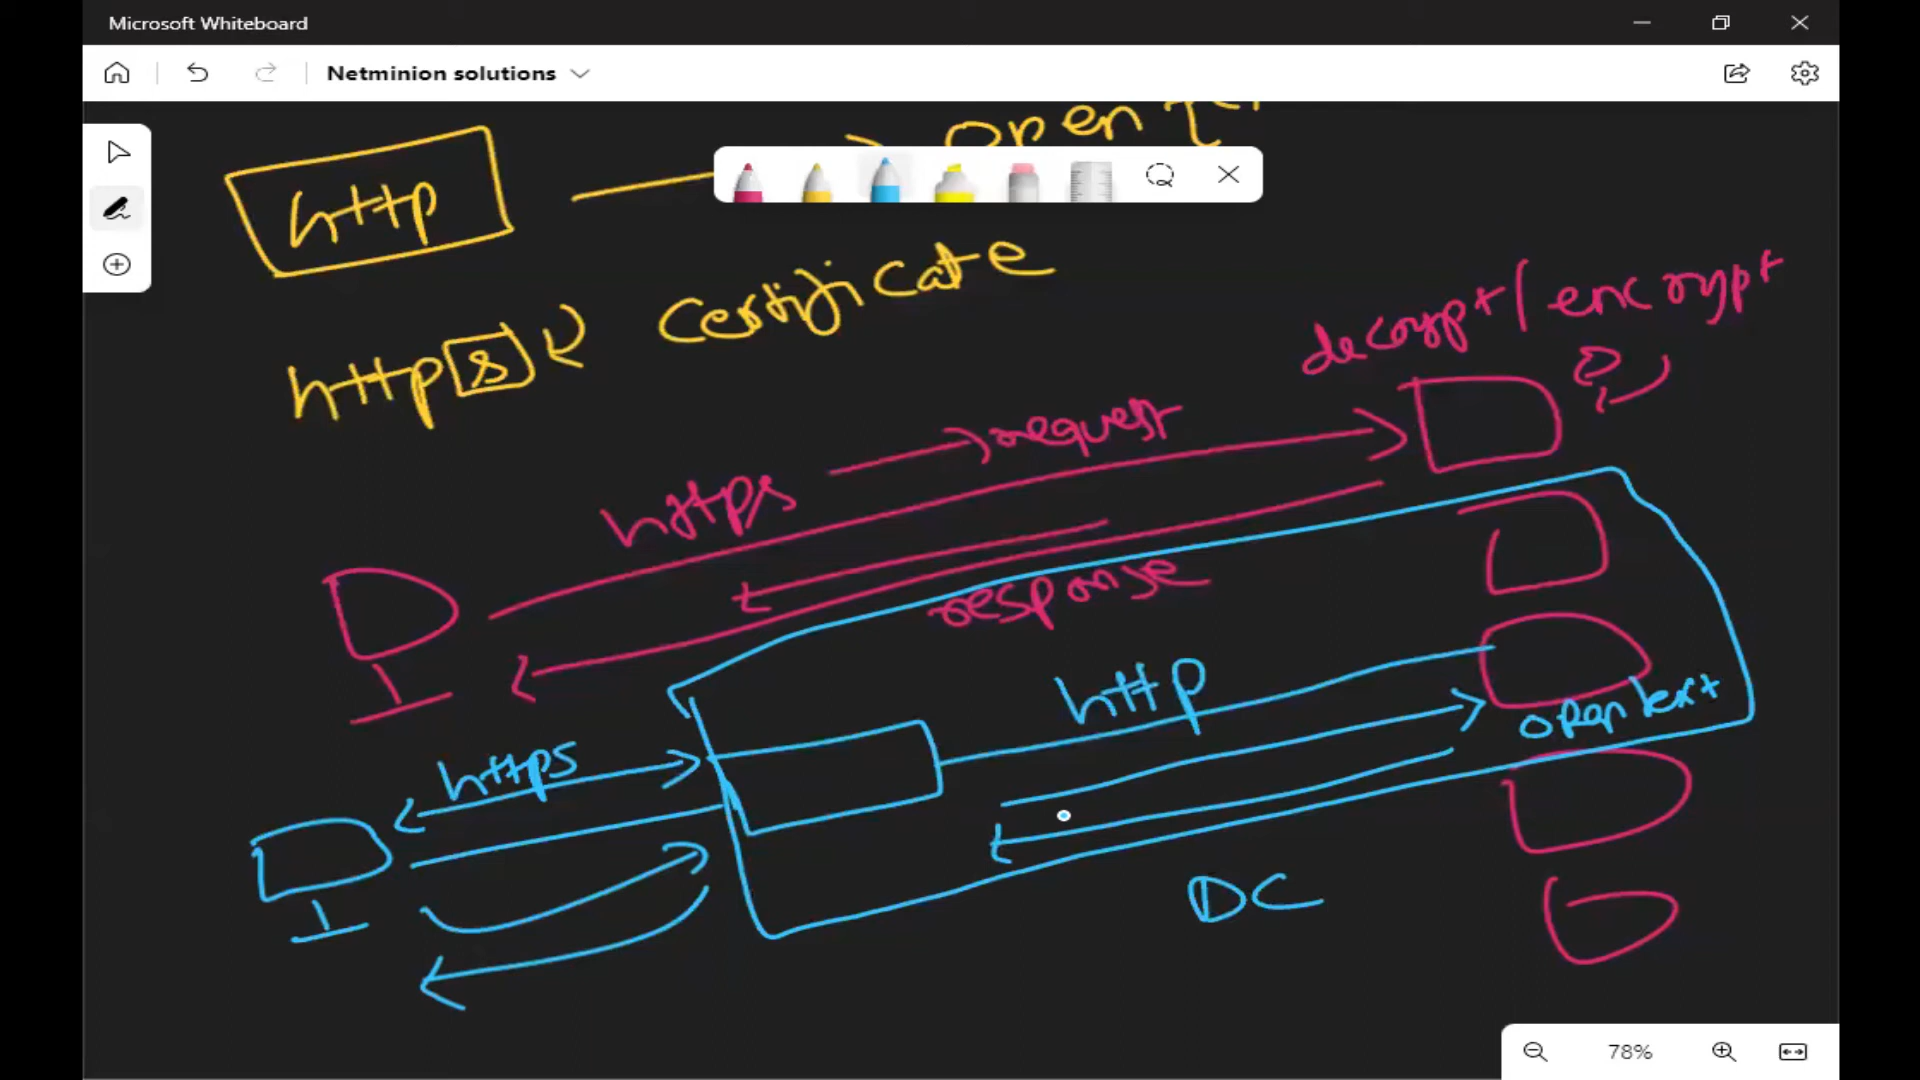 Microsoft Whiteboard
Netminion solutions
open
http
certificate
https
decrypt/encrypt
request
https
response
http
open text
https
DC
78%